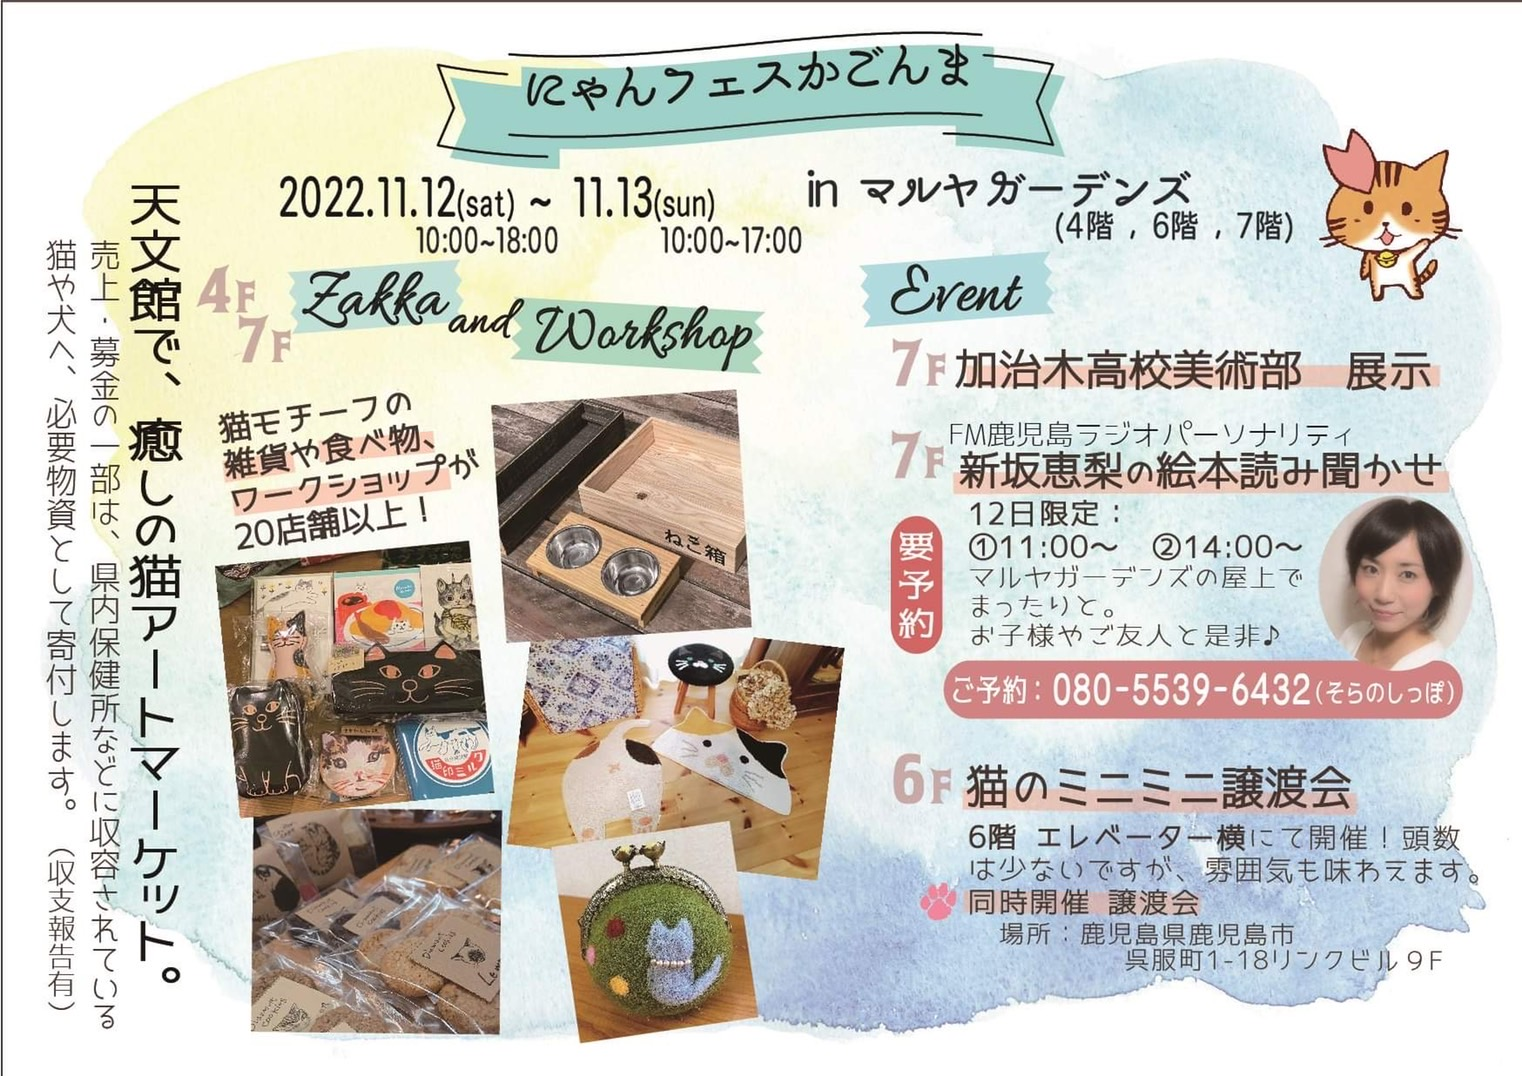 にゃんフェスかごんま
2022.11.12(sat) ~ 11.13(sun)
10:00~18:00 10:00~17:00
in マルヤガーデンズ
(4階，6階，7階)
天文館で、癒しの猫アートマーケット。
売上・募金の一部は、県内保健所などに収容されている
猫や犬へ、必要物資として寄付します。（収支報告有）
4F
7F
Zakka and Workshop
猫モチーフの
雑貨や食べ物、
ワークショップが
20店舗以上！
ねこ箱
猫印ミルク
Event
7F 加治木高校美術部　展示
FM鹿児島ラジオパーソナリティ
7F 新坂恵梨の絵本読み聞かせ
要予約
12日限定：
①11:00～　②14:00～
マルヤガーデンズの屋上で
まったりと。
お子様やご友人と是非♪
ご予約：080-5539-6432(そらのしっぽ)
6F 猫のミニミニ譲渡会
6階 エレベーター横にて開催！頭数
は少ないですが、雰囲気も味わえます。
同時開催 譲渡会
場所：鹿児島県鹿児島市
呉服町1-18リンクビル９F